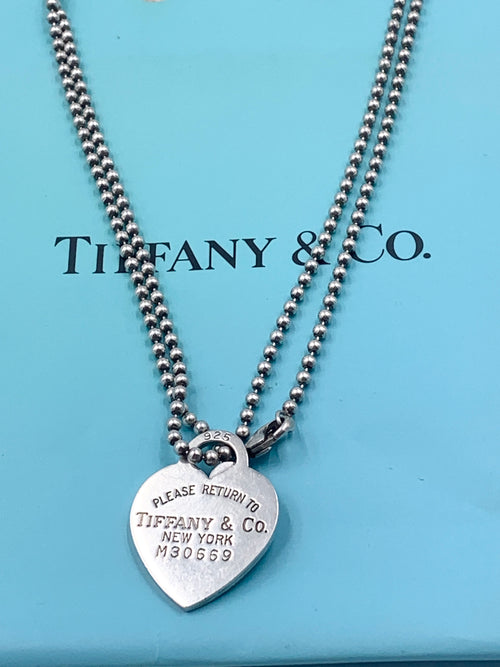 TIFFANY & CO.
925
PLEASE RETURN TO
TIFFANY & CO.
NEW YORK
M30669